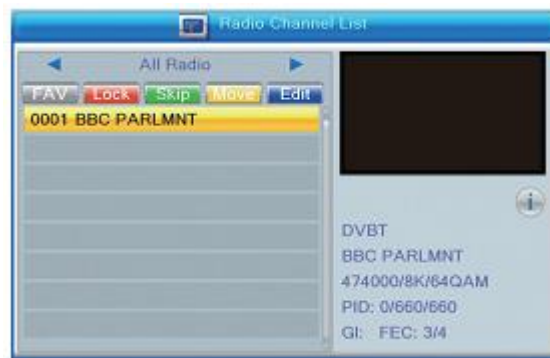 Radio Channel List
All Radio
FAV Lock Skip Move Edit
0001 BBC PARLMNT
DVBT
BBC PARLMNT
474000/8K/64QAM
PID: 0/660/660
GI: FEC: 3/4